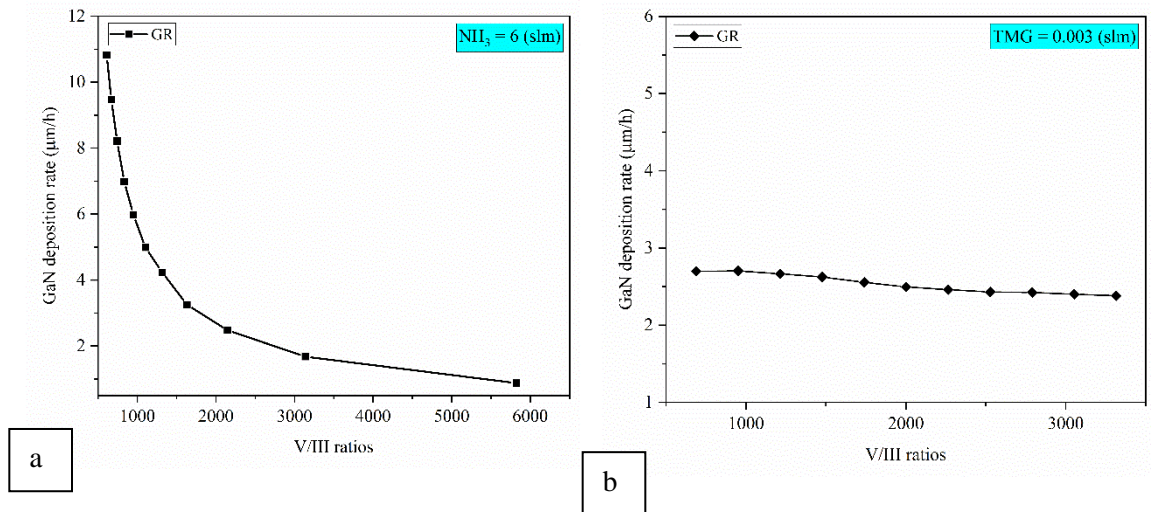 12
10
8
6
4
2
GaN deposition rate (μm/h)
GR
NH₃ = 6 (slm)
1000 2000 3000 4000 5000 6000
V/III ratios
a
6
5
4
3
2
1
GaN deposition rate (μm/h)
GR
TMG = 0.003 (slm)
1000 2000 3000
V/III ratios
b